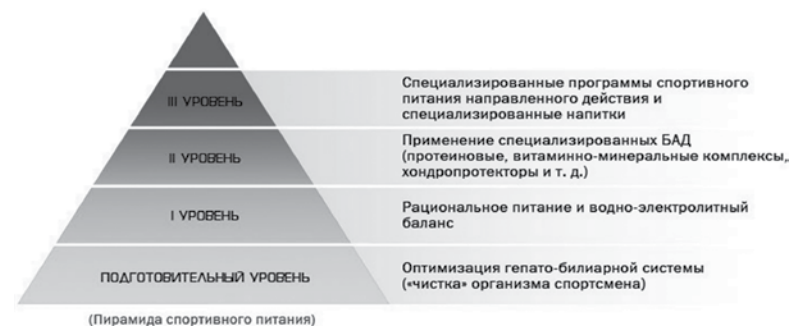 III УРОВЕНЬ
Специализированные программы спортивного
питания направленного действия и
специализированные напитки
II УРОВЕНЬ
Применение специализированных БАД
(протеиновые, витаминно-минеральные комплексы,
хондропротекторы и т. д.)
I УРОВЕНЬ
Рациональное питание и водно-электролитный
баланс
ПОДГОТОВИТЕЛЬНЫЙ УРОВЕНЬ
Оптимизация гепато-билиарной системы
(«чистка» организма спортсмена)
(Пирамида спортивного питания)